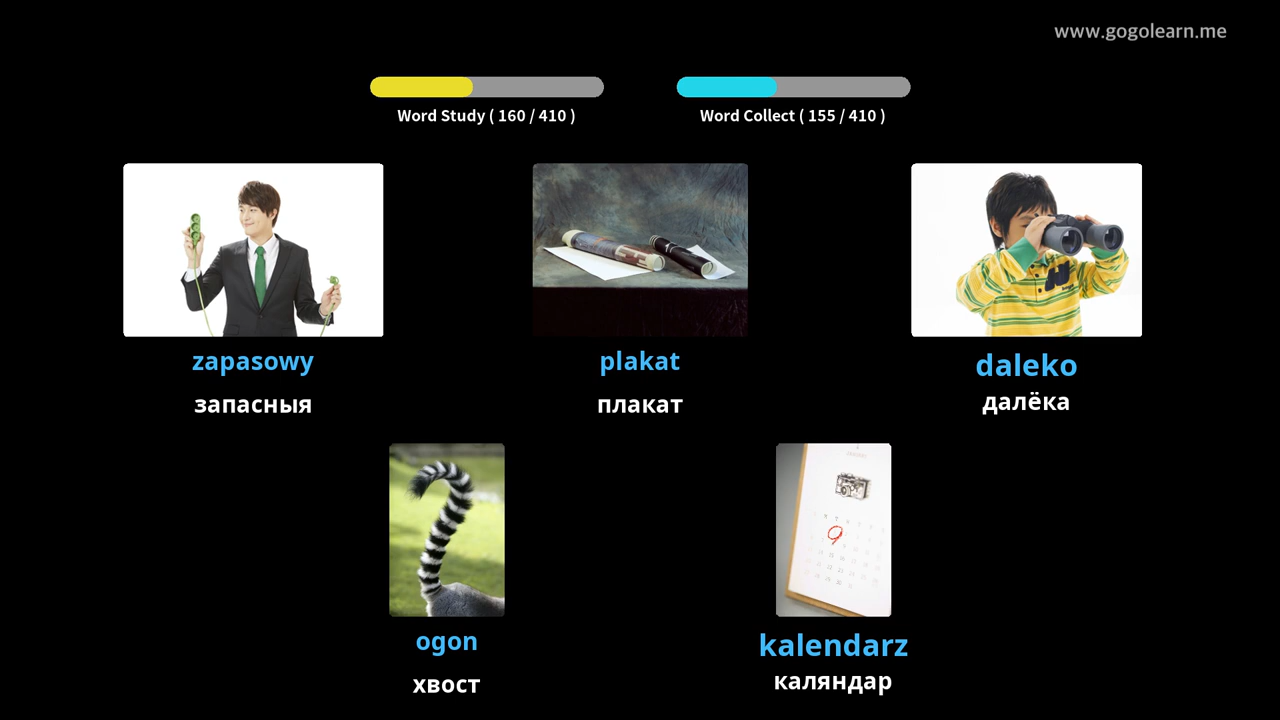 www.gogolearn.me
Word Study ( 160 / 410 )
Word Collect ( 155 / 410 )
zapasowy
запасныя
plakat
плакат
daleko
далёка
ogon
хвост
kalendarz
каляндар
9